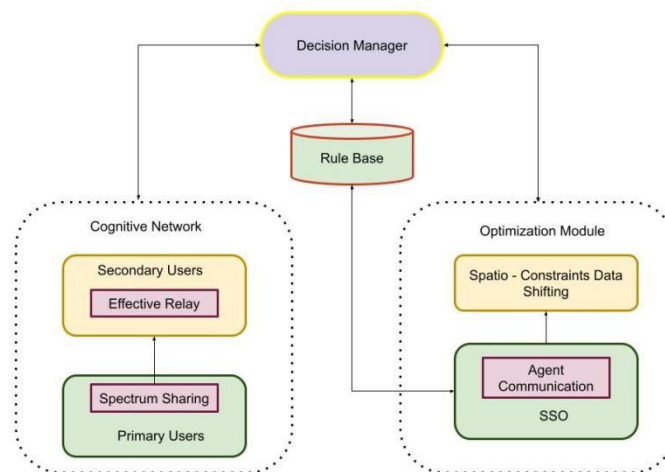 Decision Manager
Rule Base
Cognitive Network
Secondary Users
Effective Relay
Spectrum Sharing
Primary Users
Optimization Module
Spatio - Constraints Data
Shifting
Agent
Communication
SSO